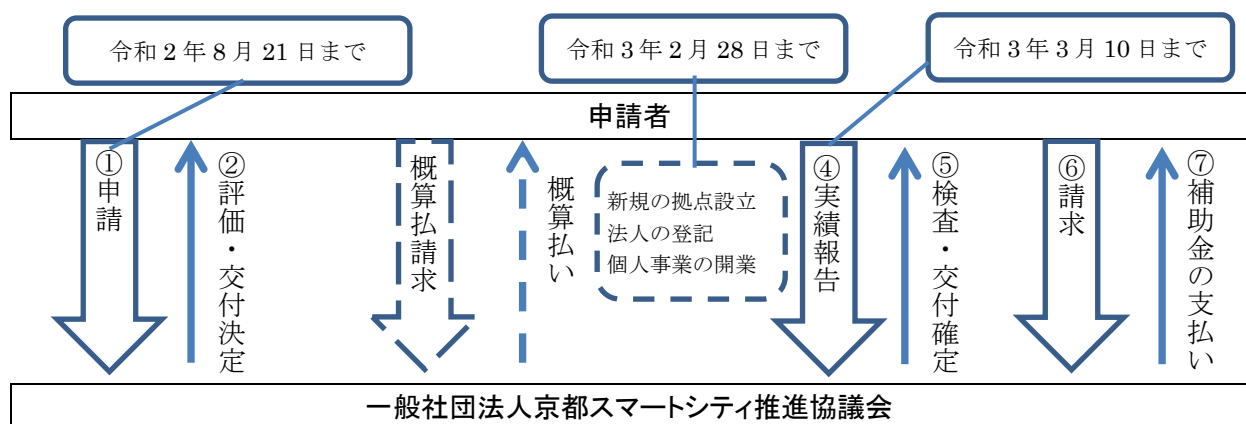 令和2年8月21日まで
令和3年2月28日まで
令和3年3月10日まで
申請者
①申請
②評価・交付決定
概算払請求
概算払い
新規の拠点設立
法人の登記
個人事業の開業
④実績報告
⑤検査・交付確定
⑥請求
⑦補助金の支払い
一般社団法人京都スマートシティ推進協議会